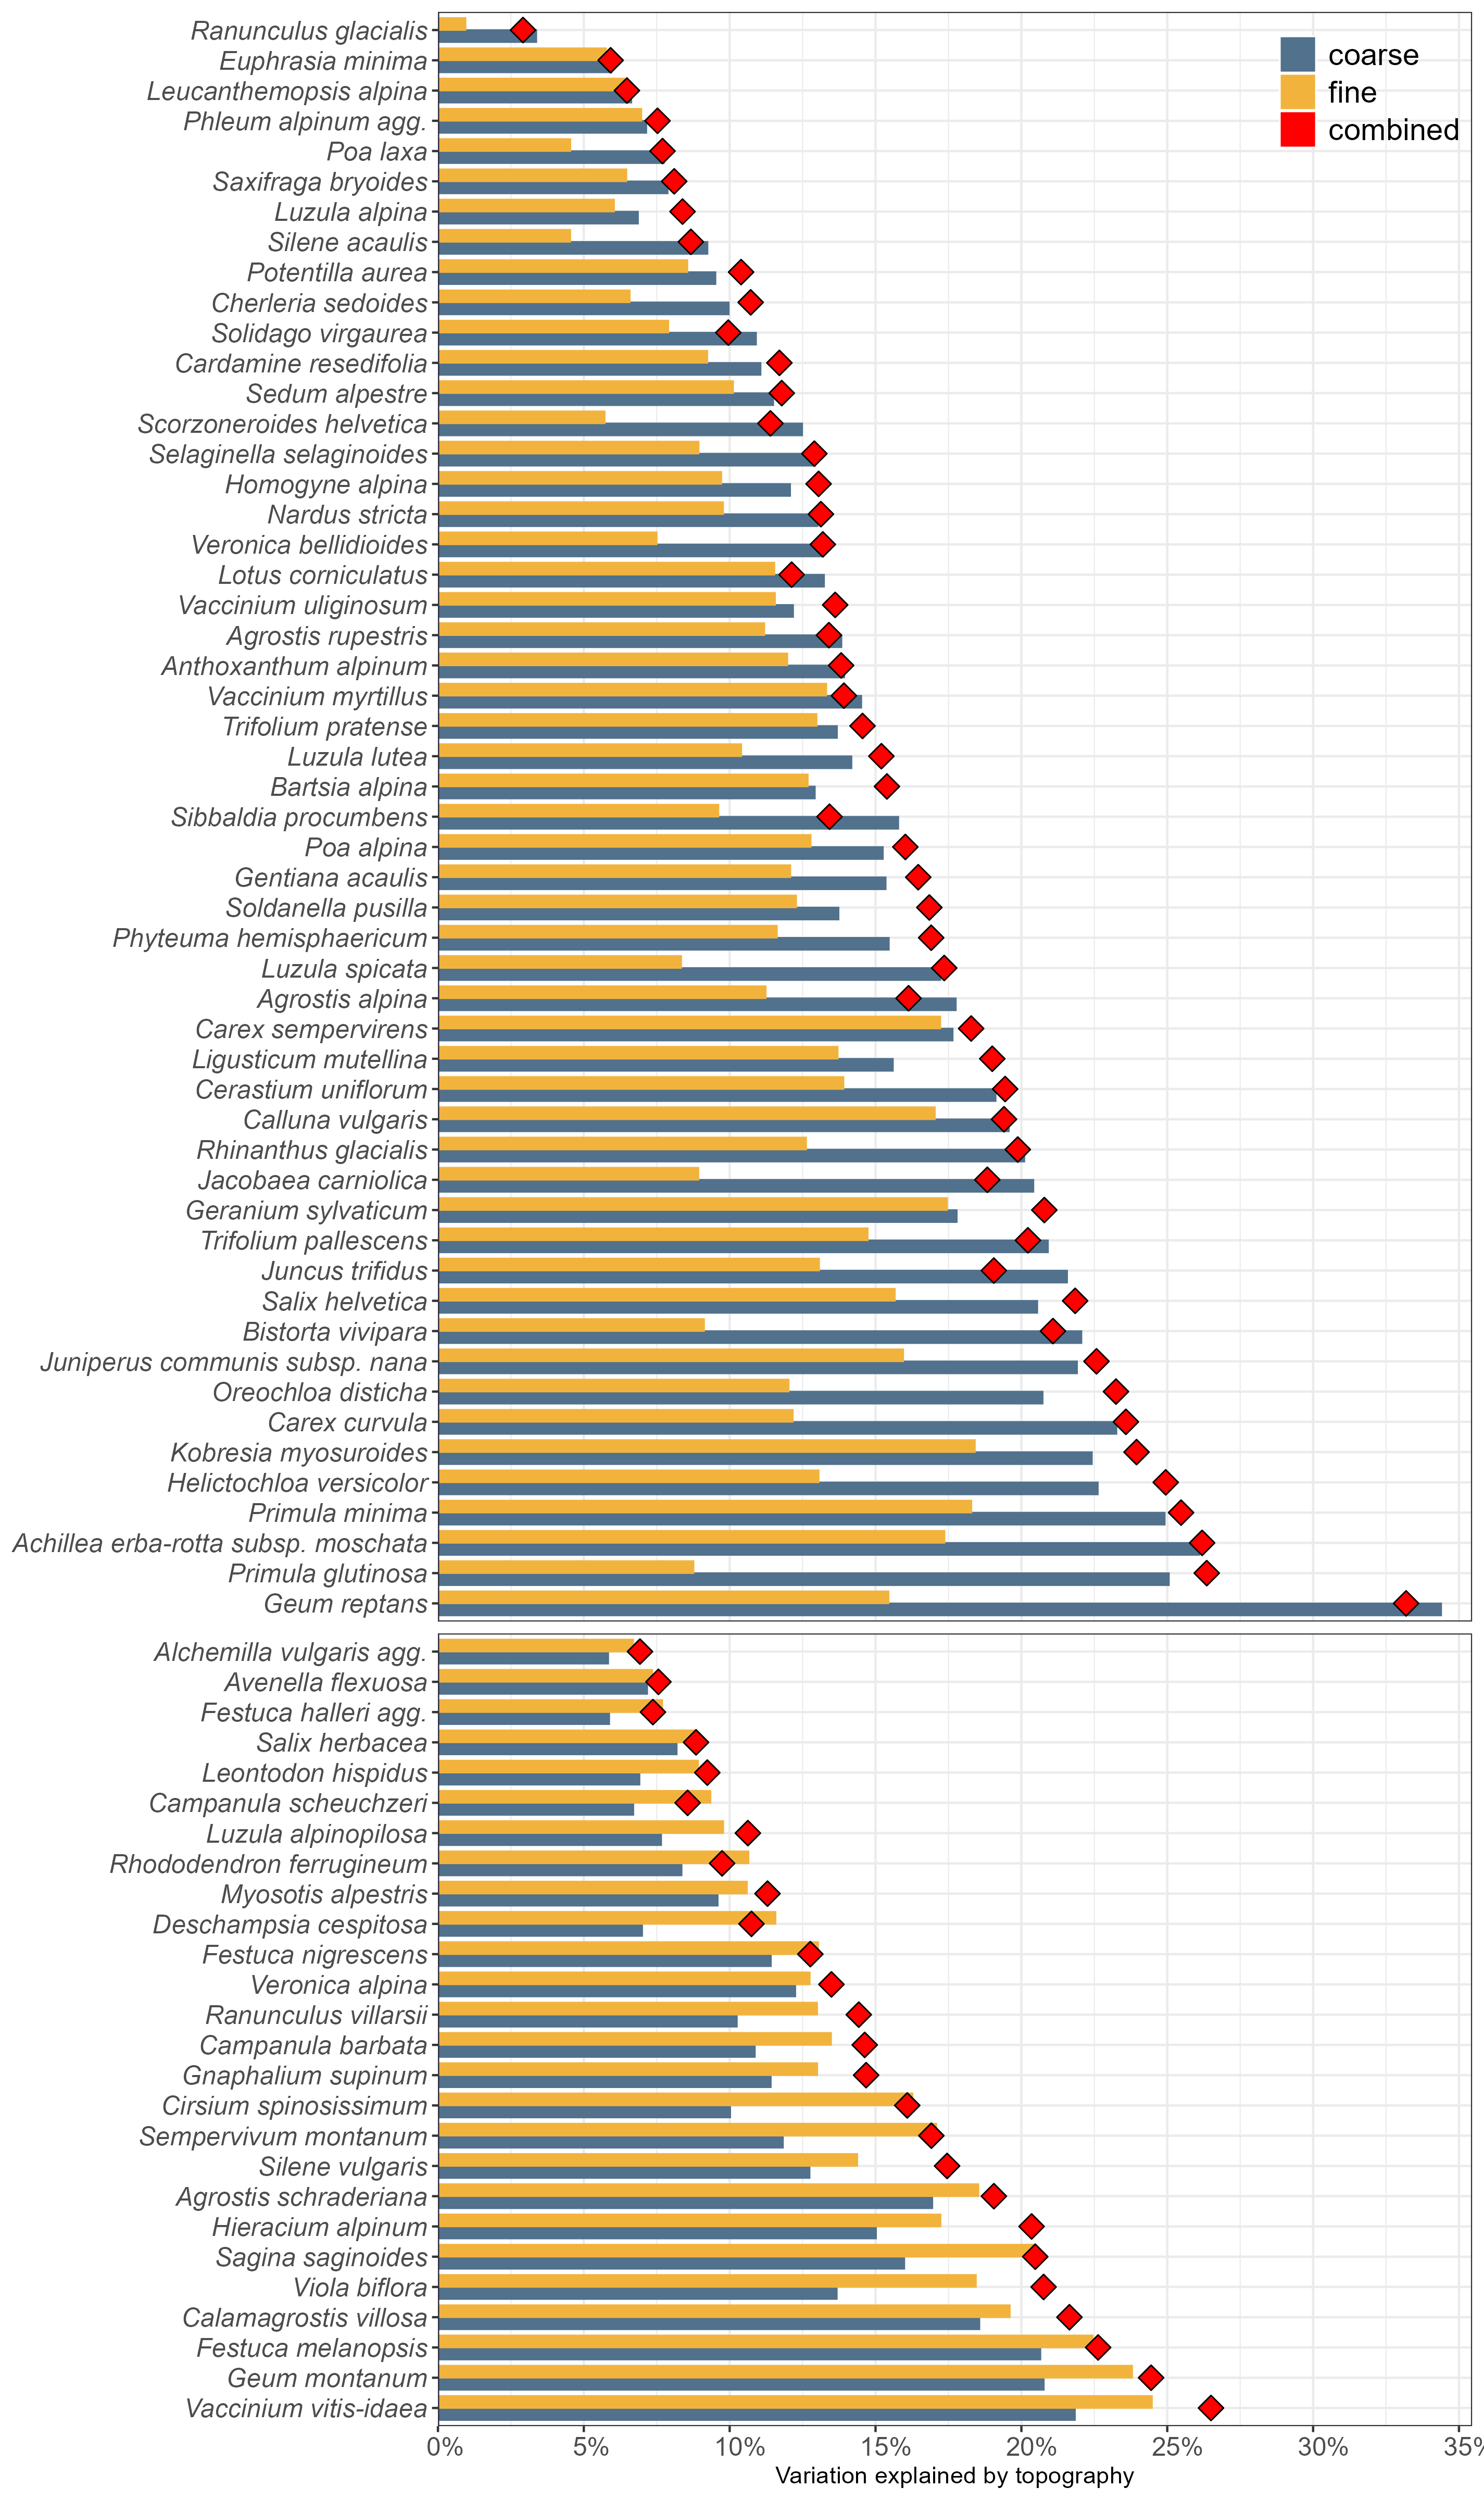 Ranunculus glacialis
Euphrasia minima
Leucanthemopsis alpina
Phleum alpinum agg.
Poa laxa
Saxifraga bryoides
Luzula alpina
Silene acaulis
Potentilla aurea
Cherleria sedoides
Solidago virgaurea
Cardamine resedifolia
Sedum alpestre
Scorzoneroides helvetica
Selaginella selaginoides
Homogyne alpina
Nardus stricta
Veronica bellidioides
Lotus corniculatus
Vaccinium uliginosum
Agrostis rupestris
Anthoxanthum alpinum
Vaccinium myrtillus
Trifolium pratense
Luzula lutea
Bartsia alpina
Sibbaldia procumbens
Poa alpina
Gentiana acaulis
Soldanella pusilla
Phyteuma hemisphaericum
Luzula spicata
Agrostis alpina
Carex sempervirens
Ligusticum mutellina
Cerastium uniflorum
Calluna vulgaris
Rhinanthus glacialis
Jacobaea carniolica
Geranium sylvaticum
Trifolium pallescens
Juncus trifidus
Salix helvetica
Bistorta vivipara
Juniperus communis subsp. nana
Oreochloa disticha
Carex curvula
Kobresia myosuroides
Helictochloa versicolor
Primula minima
Achillea erba-rotta subsp. moschata
Primula glutinosa
Geum reptans
coarse
fine
combined
Alchemilla vulgaris agg.
Avenella flexuosa
Festuca halleri agg.
Salix herbacea
Leontodon hispidus
Campanula scheuchzeri
Luzula alpinopilosa
Rhododendron ferrugineum
Myosotis alpestris
Deschampsia cespitosa
Festuca nigrescens
Veronica alpina
Ranunculus villarsii
Campanula barbata
Gnaphalium supinum
Cirsium spinosissimum
Sempervivum montanum
Silene vulgaris
Agrostis schraderiana
Hieracium alpinum
Sagina saginoides
Viola biflora
Calamagrostis villosa
Festuca melanopsis
Geum montanum
Vaccinium vitis-idaea
0% 5% 10% 15% 20% 25% 30% 35%
Variation explained by topography